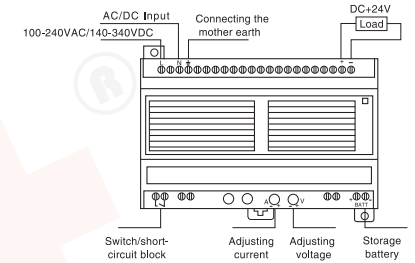 AC/DC Input
Connecting the
mother earth
DC+24V
Load
100-240VAC/140-340VDC
L N + -
®
A - + - + V
+ -
BATT
Switch/short-
circuit block
Adjusting
current
Adjusting
voltage
Storage
battery